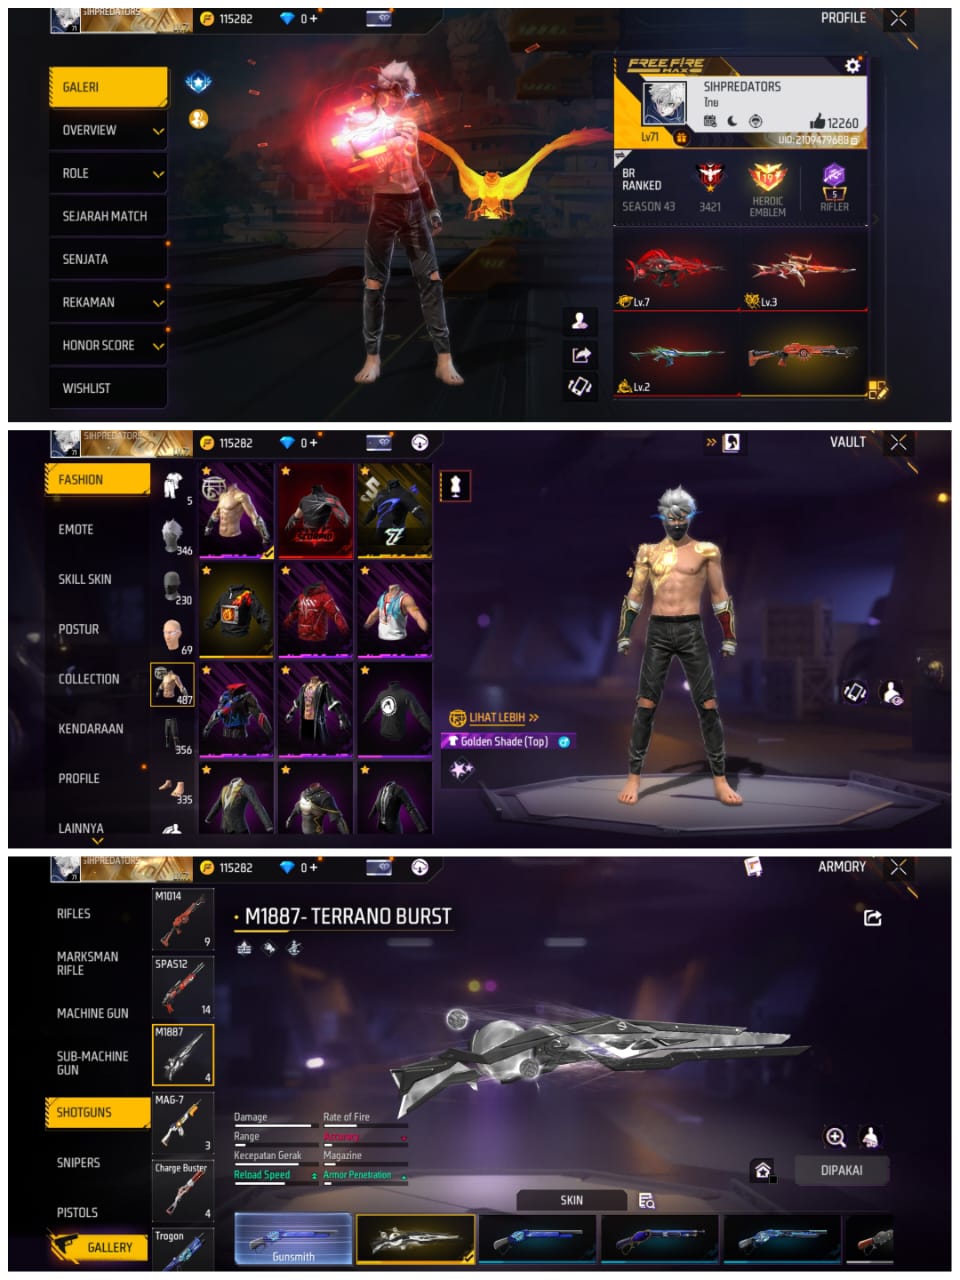 SIHPREDATORS
115282
0 +
PROFILE
GALERI
OVERVIEW
ROLE
SEJARAH MATCH
SENJATA
REKAMAN
HONOR SCORE
WISHLIST
FREE FIRE
MAX
SIHPREDATORS
ไทย
12260
Lv71
UID:2109479688
BR
RANKED
SEASON 43
3421
19
HEROIC
EMBLEM
5
RIFLER
Lv.7
Lv.3
Lv.2
SIHPREDATORS
115282
0 +
VAULT
FASHION
EMOTE
SKILL SKIN
POSTUR
COLLECTION
KENDARAAN
PROFILE
LAINNYA
5
346
230
69
487
356
335
LIHAT LEBIH
Golden Shade (Top)
SIHPREDATORS
115282
0 +
ARMORY
RIFLES
MARKSMAN
RIFLE
MACHINE GUN
SUB-MACHINE
GUN
SHOTGUNS
SNIPERS
PISTOLS
GALLERY
M1014
9
SPAS12
14
M1887
4
MAG-7
3
Charge Buster
4
Trogon
M1887- TERRANO BURST
Damage
Rate of Fire
Range
Accuracy
Kecepatan Gerak
Magazine
Reload Speed
Armor Penetration
DIPAKAI
SKIN
Gunsmith